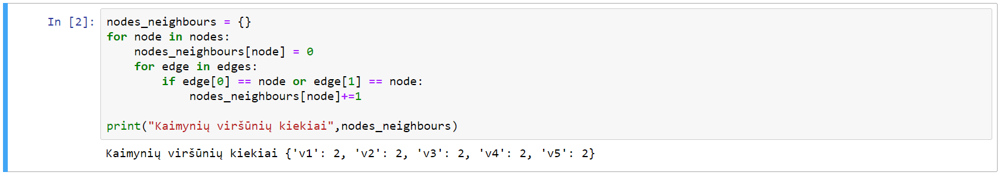 In [2]: nodes_neighbours = {}
for node in nodes:
    nodes_neighbours[node] = 0
    for edge in edges:
        if edge[0] == node or edge[1] == node:
            nodes_neighbours[node]+=1
print("Kaimynių viršūnių kiekiai",nodes_neighbours)
Kaimynių viršūnių kiekiai {'v1': 2, 'v2': 2, 'v3': 2, 'v4': 2, 'v5': 2}